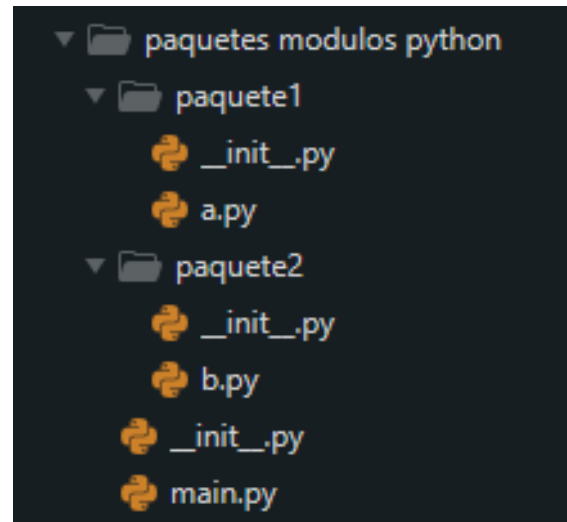 paquetes modulos python
paquete1
__init__.py
a.py
paquete2
__init__.py
b.py
__init__.py
main.py